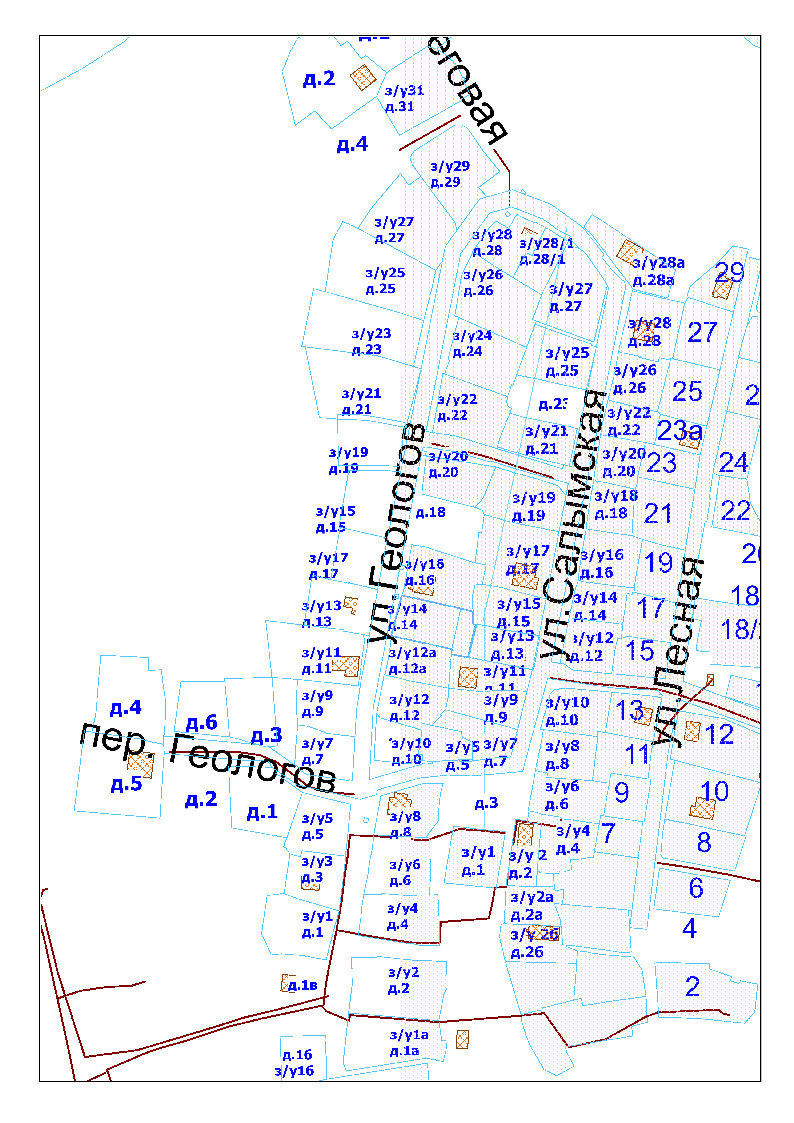 д.2
з/у31
д.31
еговая
д.4
з/у29
д.29
з/у27
д.27
з/у28
д.28
з/у28/1
д.28/1
з/у28а
д.28а
29
з/у25
д.25
з/у26
д.26
з/у27
д.27
з/у23
д.23
з/у24
д.24
з/у25
д.25
з/у28
д.28
27
з/у26
д.26
25
з/у21
д.21
з/у22
д.22
з/у22
д.22
23а
з/у21
д.21
з/у19
д.19
з/у20
д.20
з/у20
д.20
23
24
з/у15
д.15
д.18
з/у19
д.19
з/у18
д.18
21
22
ул.Геологов
ул.Салымская
ул.Лесная
з/у17
д.17
з/у16
д.16
з/у17
д.17
з/у16
д.16
19
з/у13
д.13
з/у14
д.14
з/у15
д.15
з/у14
д.14
17
18
з/у13
д.13
з/у12
д.12
15
18/
з/у11
д.11
з/у12а
д.12а
з/у11
д.11
з/у9
д.9
з/у12
д.12
з/у9
д.9
з/у10
д.10
13
12
д.4
д.6
д.3
пер. Геологов
з/у7
д.7
з/у10
д.10
з/у5
д.5
з/у7
д.7
з/у8
д.8
11
д.5
д.2
д.1
з/у5
д.5
з/у8
д.8
д.3
з/у6
д.6
9
10
з/у4
д.4
7
8
з/у3
д.3
з/у6
д.6
з/у1
д.1
з/у 2
д.2
6
з/у1
д.1
з/у4
д.4
з/у2а
д.2а
4
з/у 2б
д.2б
д.1в
з/у2
д.2
2
з/у1а
д.1а
д.1б
з/у1б